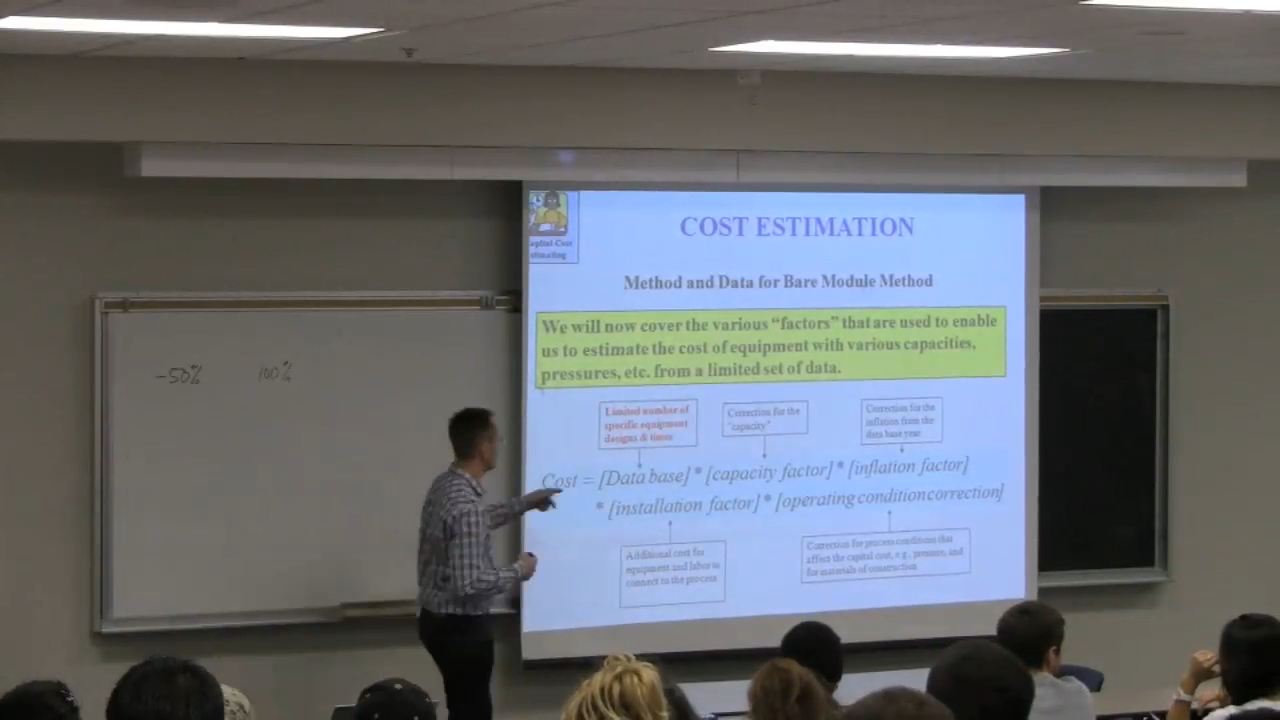 COST ESTIMATION
apital Cost
stimating
Method and Data for Bare Module Method
We will now cover the various “factors” that are used to enable
us to estimate the cost of equipment with various capacities,
pressures, etc. from a limited set of data.
-50% 100%
Limited number of
specific equipment
designs & times
Correction for the
"capacity"
Correction for the
inflation from the
data base year
Cost = [Data base] * [capacity factor] * [inflation factor]
* [installation factor] * [operating condition correction]
Additional cost for
equipment and labor to
connect to the process
Correction for process conditions that
affect the capital cost, e.g., pressure, and
for materials of construction